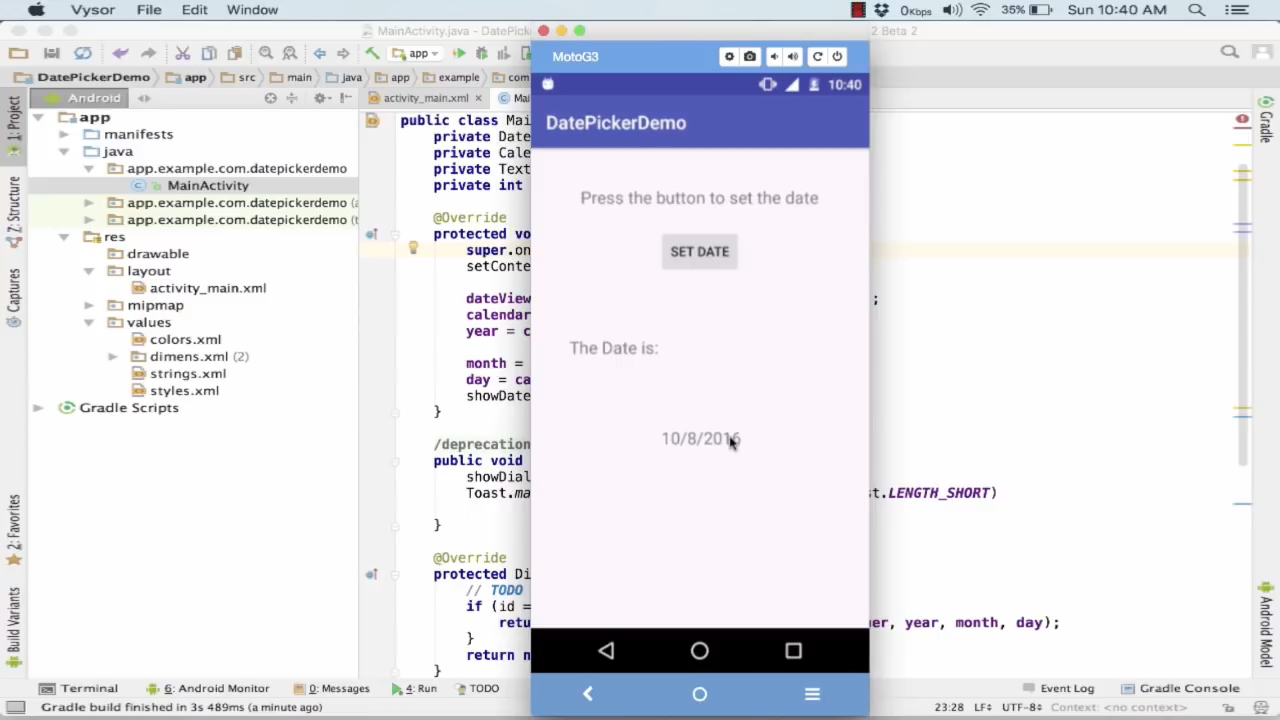 Vysor File Edit Window 0Kbps 35% Sun 10:40 AM
MainActivity.java - DatePicke 2 Beta 2
app
DatePickerDemo app src main java app example com
Android activity_main.xml Mai
1: Project
Z: Structure
Captures
2: Favorites
Build Variants
app
manifests
java
app.example.com.datepickerdemo
MainActivity
app.example.com.datepickerdemo (a
app.example.com.datepickerdemo (t
res
drawable
layout
activity_main.xml
mipmap
values
colors.xml
dimens.xml (2)
strings.xml
styles.xml
Gradle Scripts
public class Mai
private Date
private Cale
private Text
private int
@Override
protected vo
super.on
setConte
dateView ;
calendar
year = c
month =
day = ca
showDate
}
/deprecation
public void
showDial
Toast.ma st.LENGTH_SHORT)
}
@Override
protected Di
// TODO
if (id =
retu er, year, month, day);
}
return n
}
MotoG3
10:40
DatePickerDemo
Press the button to set the date
SET DATE
The Date is:
10/8/2016
Gradle
Android Model
Terminal 6: Android Monitor 0: Messages 4: Run TODO Event Log Gradle Console
Gradle build finished in 3s 489ms (a minute ago) 23:28 LF÷ UTF-8÷ Context: <no context>